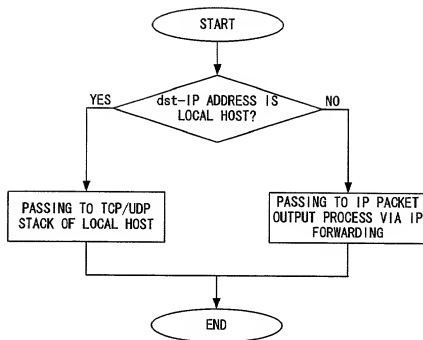 START
dst-IP ADDRESS IS
LOCAL HOST?
YES
NO
PASSING TO TCP/UDP
STACK OF LOCAL HOST
PASSING TO IP PACKET
OUTPUT PROCESS VIA IP
FORWARDING
END